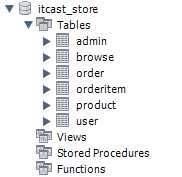 itcast_store
Tables
admin
browse
order
orderitem
product
user
Views
Stored Procedures
Functions